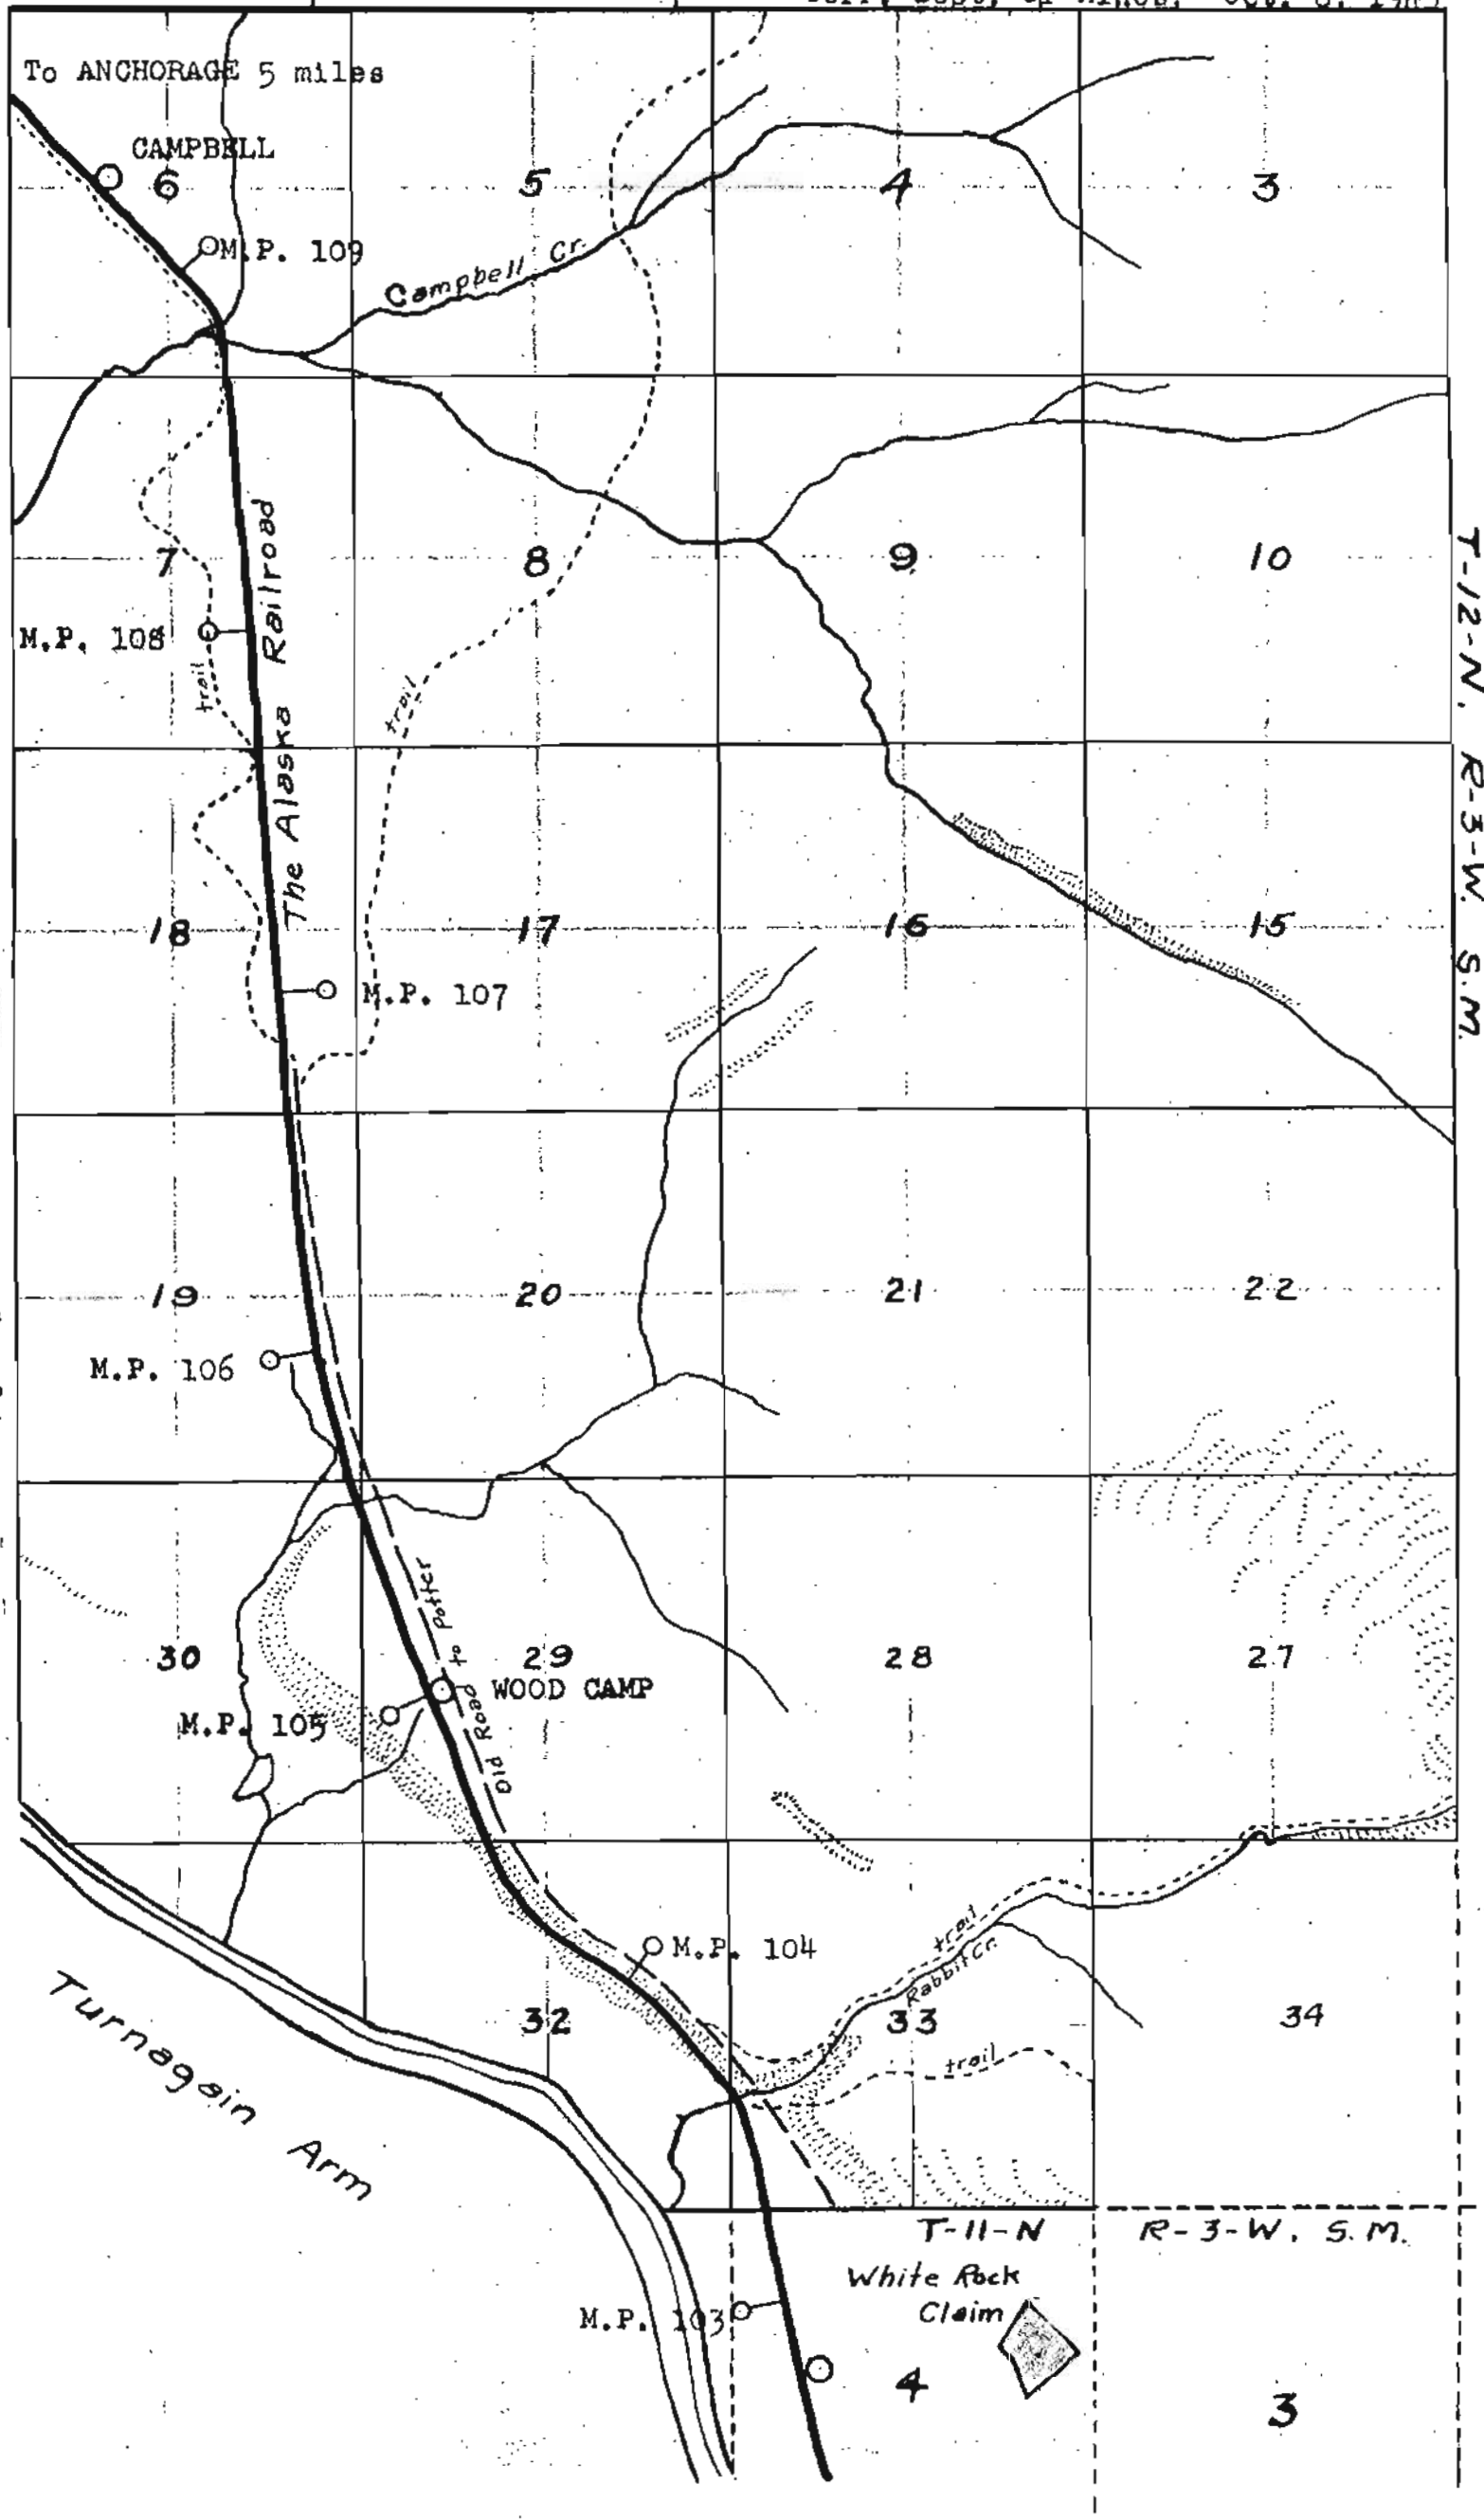 Dept. of Mines.
To ANCHORAGE 5 miles
CAMPBELL
6
5
4
3
M.P. 109
Campbell Cr.
7
8
9
10
T-12-N. R-3-W. S.M.
M.P. 108
trail
trail
The Alaska Railroad
18
17
16
15
M.P. 107
19
20
21
22
M.P. 106
30
29
28
27
Old Road to Potter
WOOD CAMP
M.P. 105
M.P. 104
trail
Rabbit Cr.
32
33
34
trail
Turnagain Arm
T-11-N R-3-W. S.M.
White Rock
Claim
M.P. 103
4
3